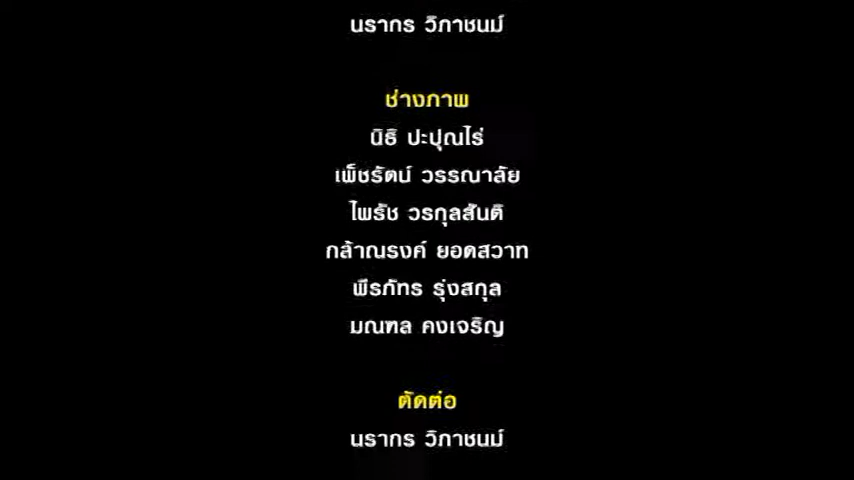 นรากร วิภาชนม์
ช่างภาพ
นิธิ ปะปุณไร่
เพ็ชรรัตน์ วรรณาลัย
ไพรัช วรกุลสันติ
กล้าณรงค์ ยอดสวาท
พีรภัทร รุ่งสกุล
มณฑล คงเจริญ
ตัดต่อ
นรากร วิภาชนม์